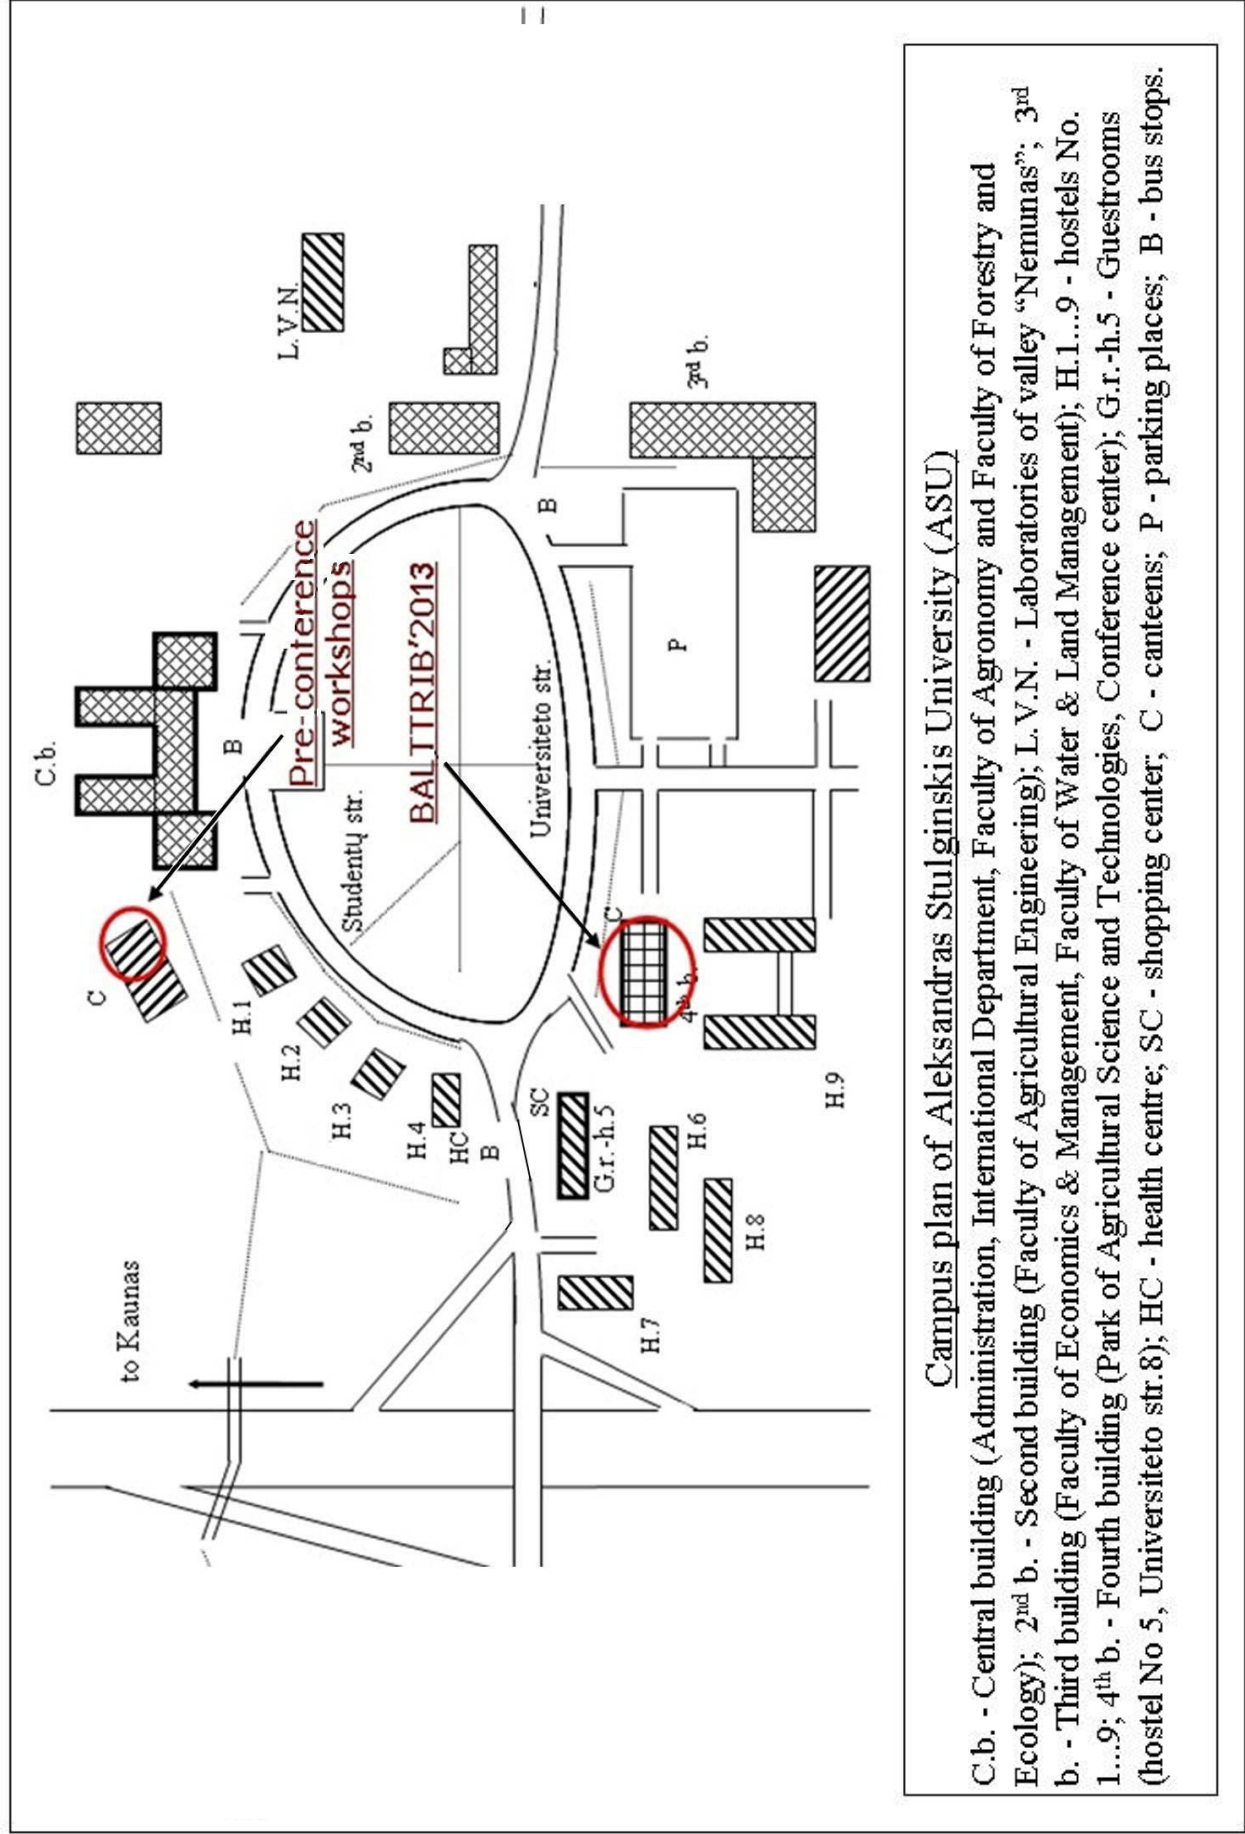 to Kaunas
C
C.b.
H.1
H.2
H.3
H.4
HC
B
B
Studentų str.
Pre-conference
workshops
BALTTRIB'2013
Universiteto str.
2nd b.
L.V.N.
B
SC
G.r.-h.5
H.6
H.7
H.8
H.9
C
4th b.
P
3rd b.
Campus plan of Aleksandras Stulginskis University (ASU)
C.b. - Central building (Administration, International Department, Faculty of Agronomy and Faculty of Forestry and
Ecology); 2nd b. - Second building (Faculty of Agricultural Engineering); L.V.N. - Laboratories of valley “Nemunas”; 3rd
b. - Third building (Faculty of Economics & Management, Faculty of Water & Land Management); H.1...9 - hostels No.
1...9; 4th b. - Fourth building (Park of Agricultural Science and Technologies, Conference center); G.r.-h.5 - Guestrooms
(hostel No 5, Universiteto str.8); HC - health centre; SC - shopping center; C - canteens; P - parking places; B - bus stops.